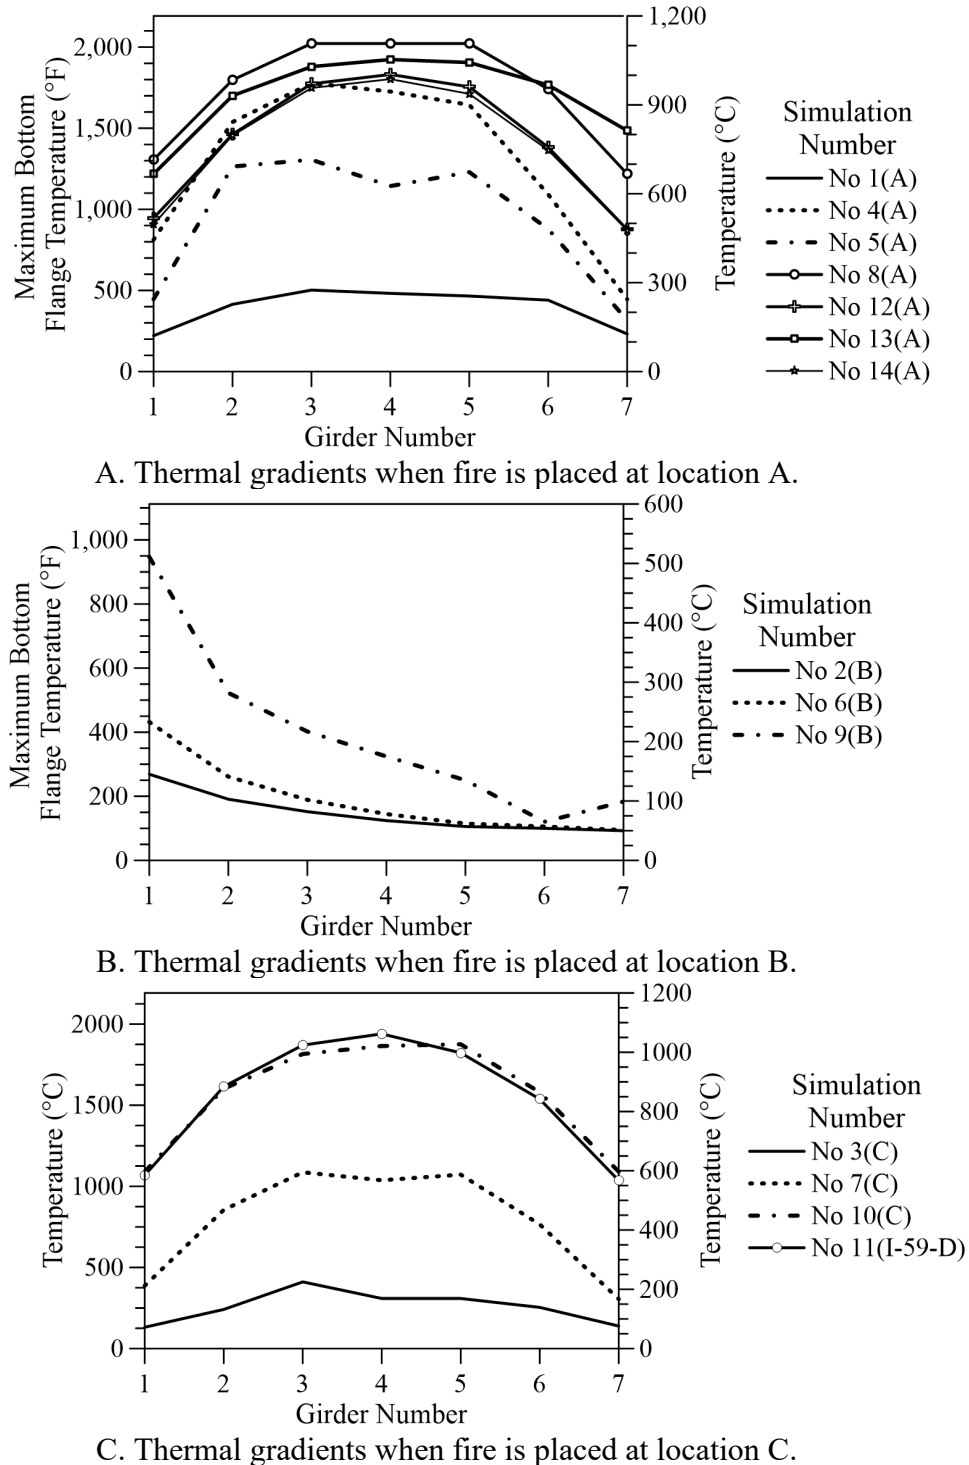 Maximum Bottom
Flange Temperature (°F)
2,000
1,500
1,000
500
0
1 2 3 4 5 6 7
Girder Number
1,200
900
600
300
0
Temperature (°C)
Simulation
Number
No 1(A)
No 4(A)
No 5(A)
No 8(A)
No 12(A)
No 13(A)
No 14(A)
A. Thermal gradients when fire is placed at location A.
Maximum Bottom
Flange Temperature (°F)
1,000
800
600
400
200
0
1 2 3 4 5 6 7
Girder Number
600
500
400
300
200
100
0
Temperature (°C)
Simulation
Number
No 2(B)
No 6(B)
No 9(B)
B. Thermal gradients when fire is placed at location B.
Temperature (°C)
2000
1500
1000
500
0
1 2 3 4 5 6 7
Girder Number
1200
1000
800
600
400
200
0
Temperature (°C)
Simulation
Number
No 3(C)
No 7(C)
No 10(C)
No 11(I-59-D)
C. Thermal gradients when fire is placed at location C.